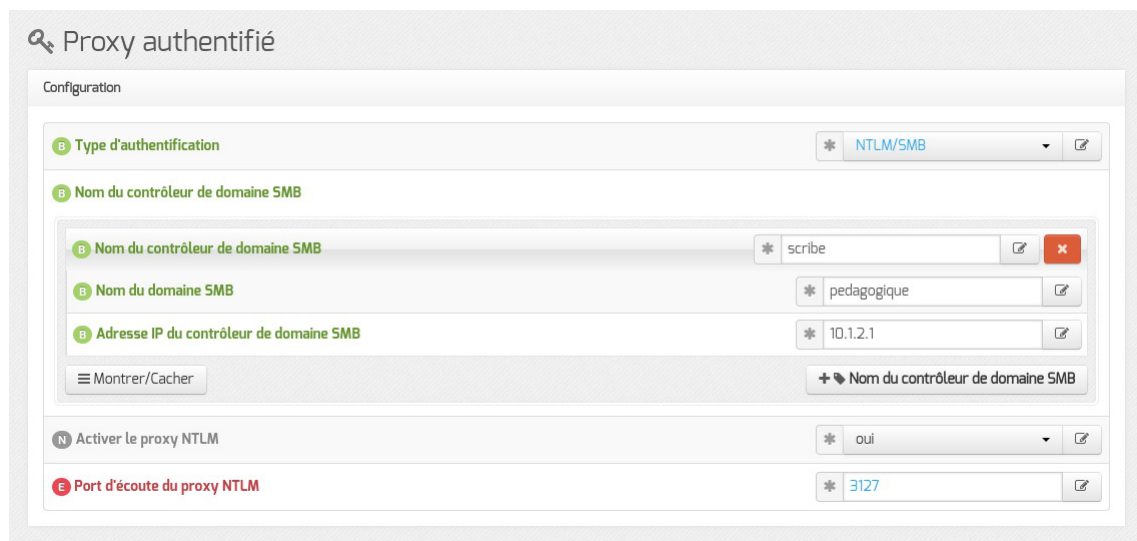 Proxy authentifié
Configuration
B Type d'authentification NTLM/SMB
B Nom du contrôleur de domaine SMB
B Nom du contrôleur de domaine SMB scribe
B Nom du domaine SMB pedagogique
B Adresse IP du contrôleur de domaine SMB 10.1.2.1
Montrer/Cacher Nom du contrôleur de domaine SMB
N Activer le proxy NTLM oui
E Port d'écoute du proxy NTLM 3127